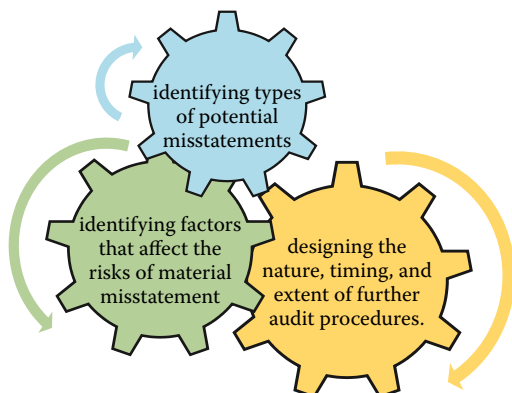 identifying types
of potential
misstatements
identifying factors
that affect the
risks of material
misstatement
designing the
nature, timing, and
extent of further
audit procedures.